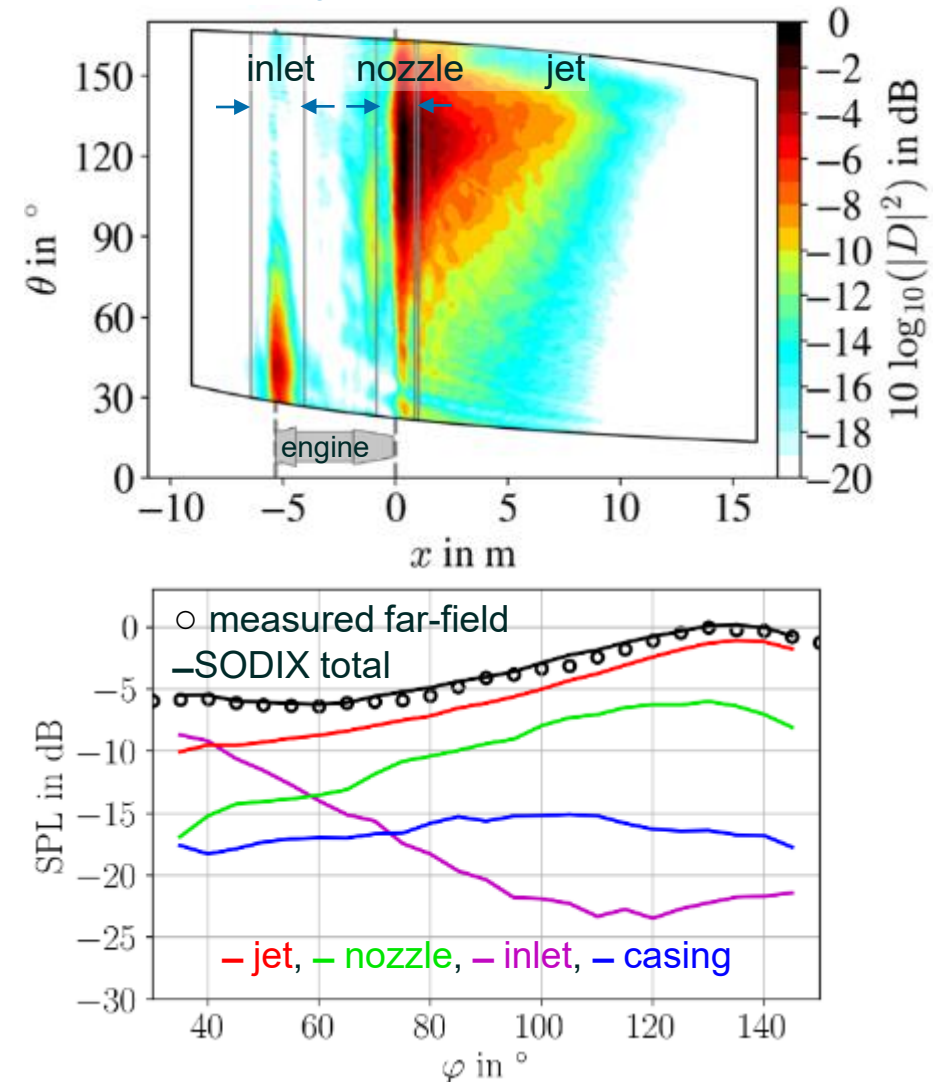 inlet nozzle jet
engine
150
120
90
60
30
0
θ in °
−10 −5 0 5 10 15
x in m
0
−2
−4
−6
−8
−10
−12
−14
−16
−18
−20
10 log₁₀(|D|²) in dB
○ measured far-field
−SODIX total
0
−5
−10
−15
−20
−25
−30
SPL in dB
− jet, − nozzle, − inlet, − casing
40 60 80 100 120 140
φ in °